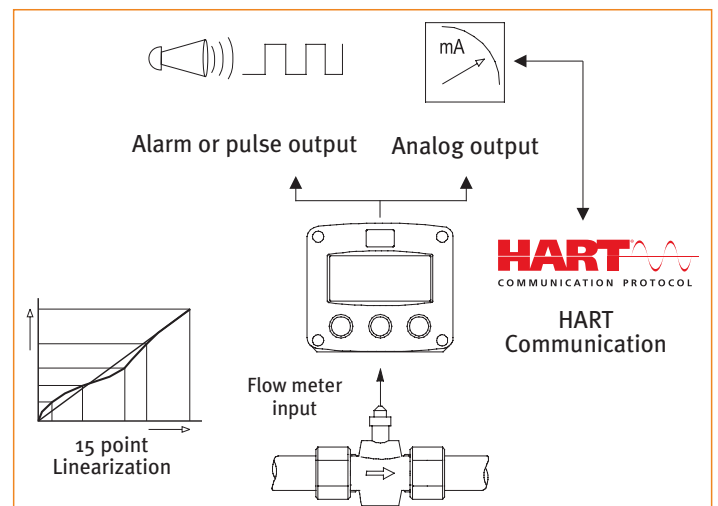 mA
Alarm or pulse output
Analog output
HART
COMMUNICATION PROTOCOL
HART
Communication
Flow meter
input
15 point
Linearization